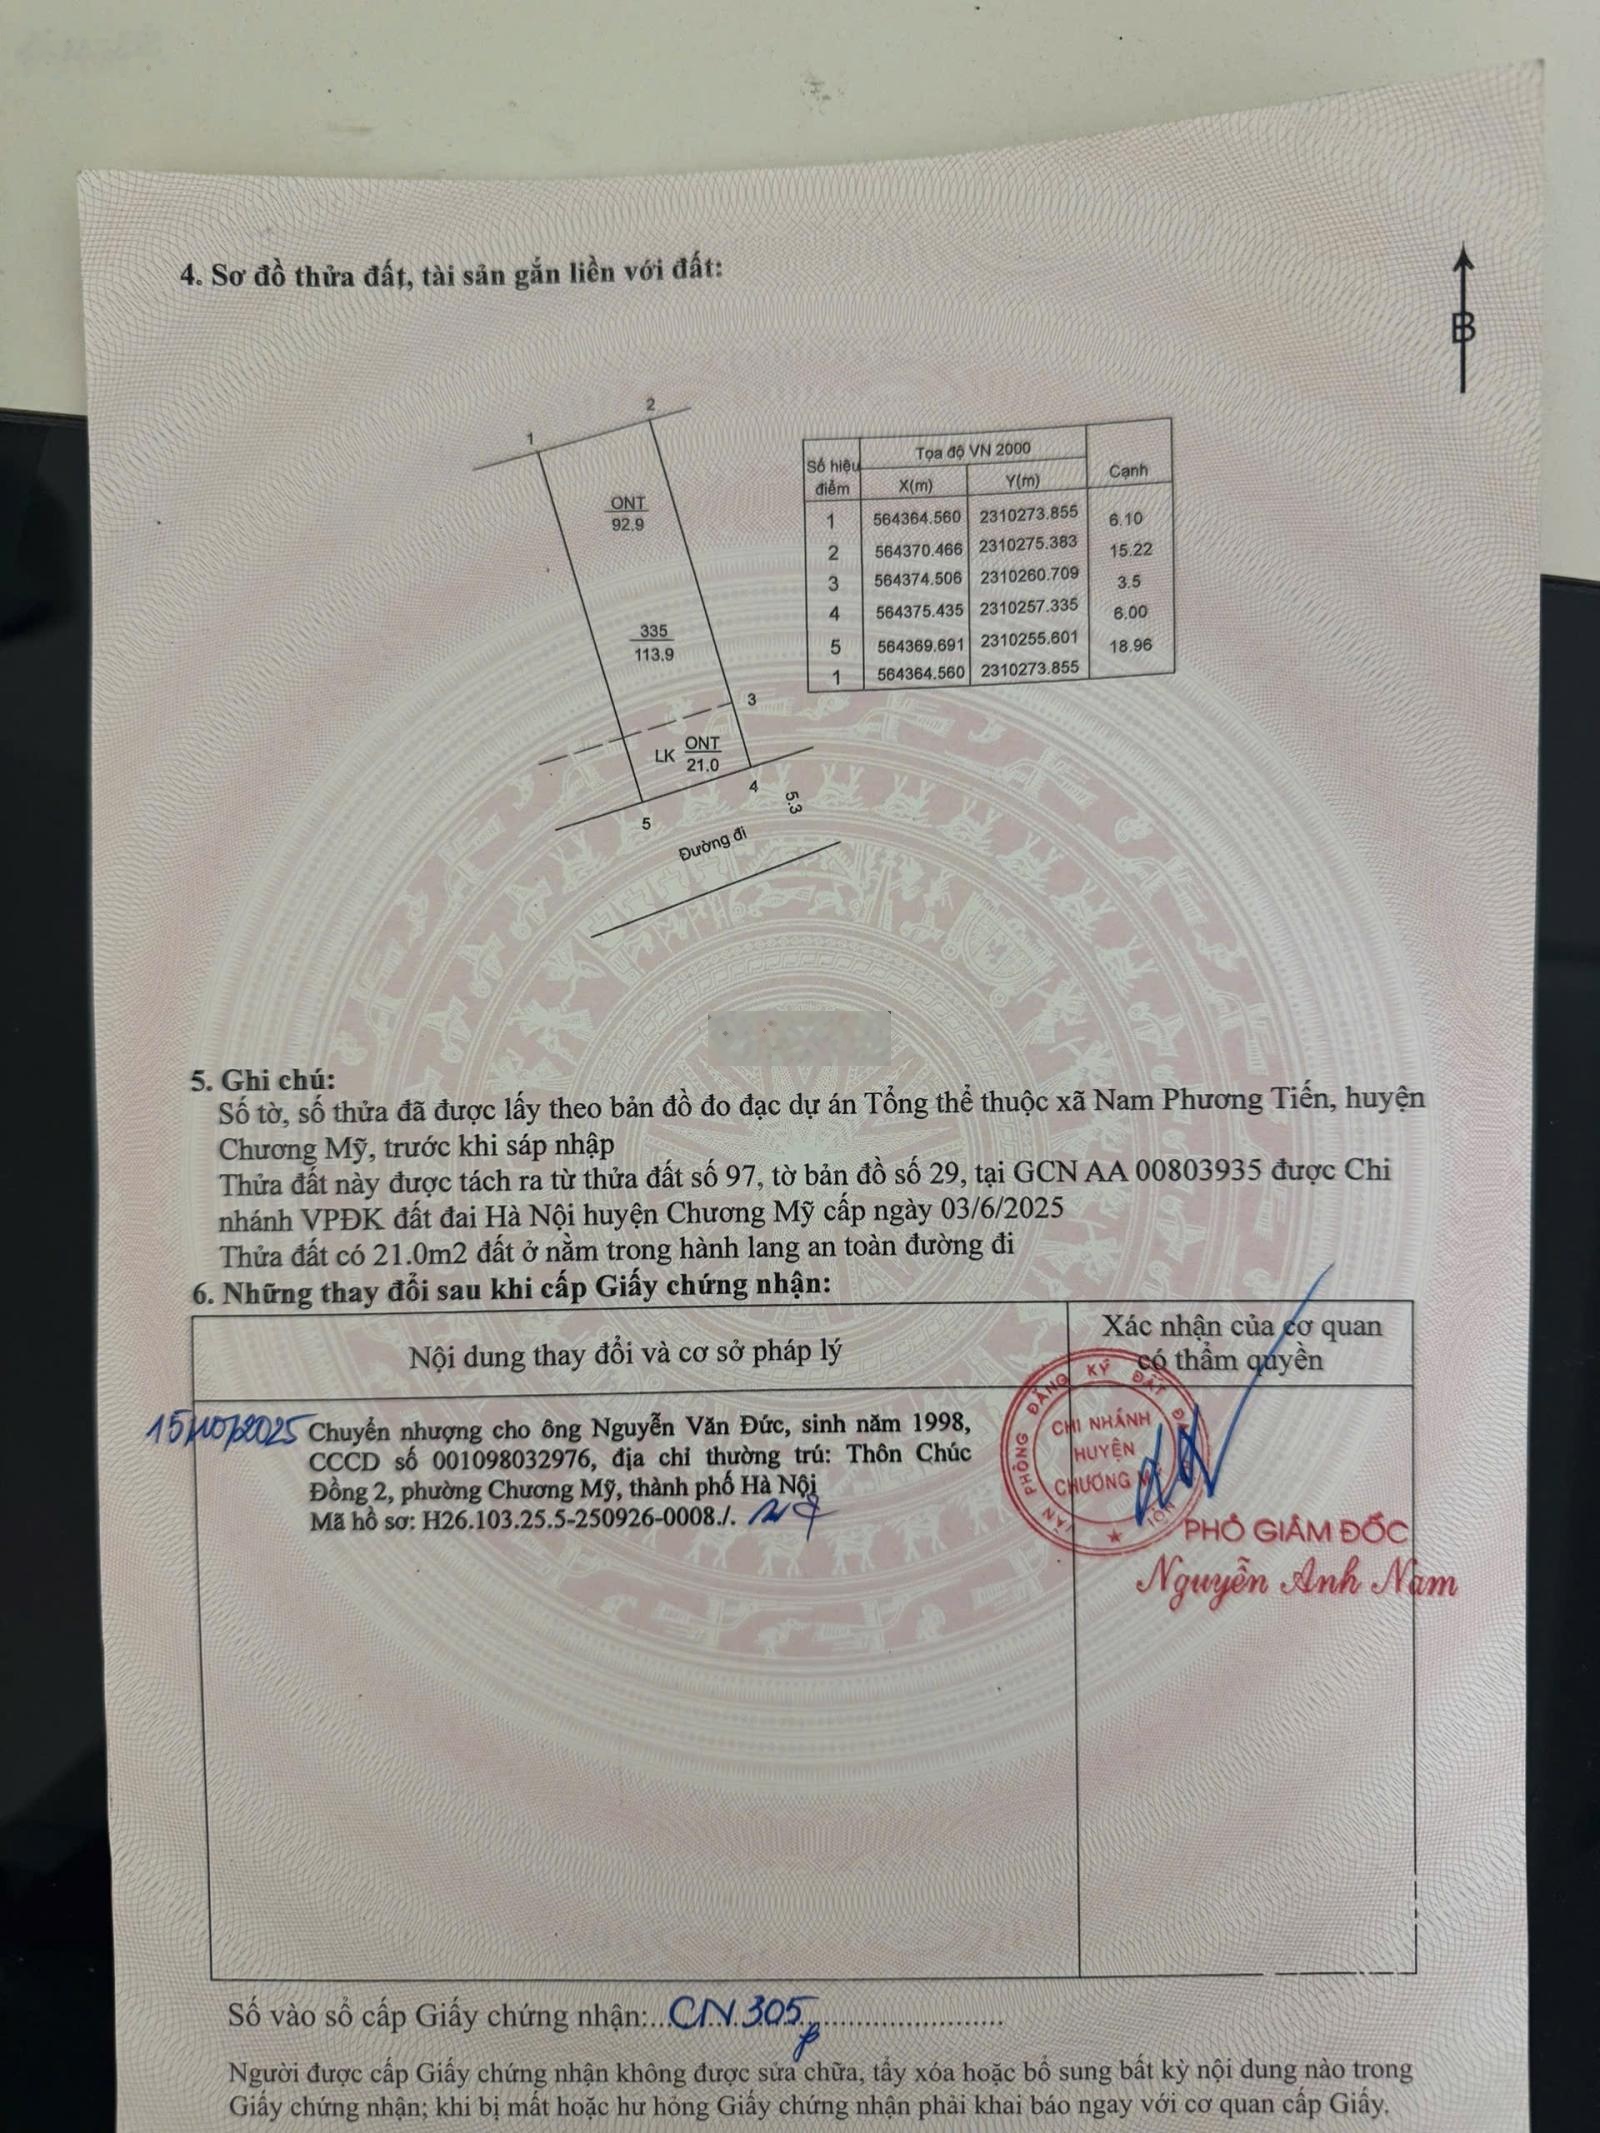 4. Sơ đồ thửa đất, tài sản gắn liền với đất:
B
1
2
ONT
92.9
335
113.9
3
LK ONT
21.0
4
5
5.3
Đường đi
Số hiệu điểm Tọa độ VN 2000 Cạnh
X(m) Y(m)
1 564364.560 2310273.855 6.10
2 564370.466 2310275.383 15.22
3 564374.506 2310260.709 3.5
4 564375.435 2310257.335 6.00
5 564369.691 2310255.601 18.96
1 564364.560 2310273.855
5. Ghi chú:
Số tờ, số thửa đã được lấy theo bản đồ đo đạc dự án Tổng thể thuộc xã Nam Phương Tiến, huyện
Chương Mỹ, trước khi sáp nhập
Thửa đất này được tách ra từ thửa đất số 97, tờ bản đồ số 29, tại GCN AA 00803935 được Chi
nhánh VPĐK đất đai Hà Nội huyện Chương Mỹ cấp ngày 03/6/2025
Thửa đất có 21.0m2 đất ở nằm trong hành lang an toàn đường đi
6. Những thay đổi sau khi cấp Giấy chứng nhận:
Nội dung thay đổi và cơ sở pháp lý
Xác nhận của cơ quan
có thẩm quyền
15/10/2025 Chuyển nhượng cho ông Nguyễn Văn Đức, sinh năm 1998,
CCCD số 001098032976, địa chỉ thường trú: Thôn Chúc
Đồng 2, phường Chương Mỹ, thành phố Hà Nội
Mã hồ sơ: H26.103.25.5-250926-0008./.
VĂN PHÒNG ĐĂNG KÝ ĐẤT ĐAI
NỘI
CHI NHÁNH
HUYỆN
CHƯƠNG M
PHÓ GIÁM ĐỐC
Nguyễn Anh Nam
Số vào sổ cấp Giấy chứng nhận:...CN.305
Người được cấp Giấy chứng nhận không được sửa chữa, tẩy xóa hoặc bổ sung bất kỳ nội dung nào trong
Giấy chứng nhận; khi bị mất hoặc hư hỏng Giấy chứng nhận phải khai báo ngay với cơ quan cấp Giấy.